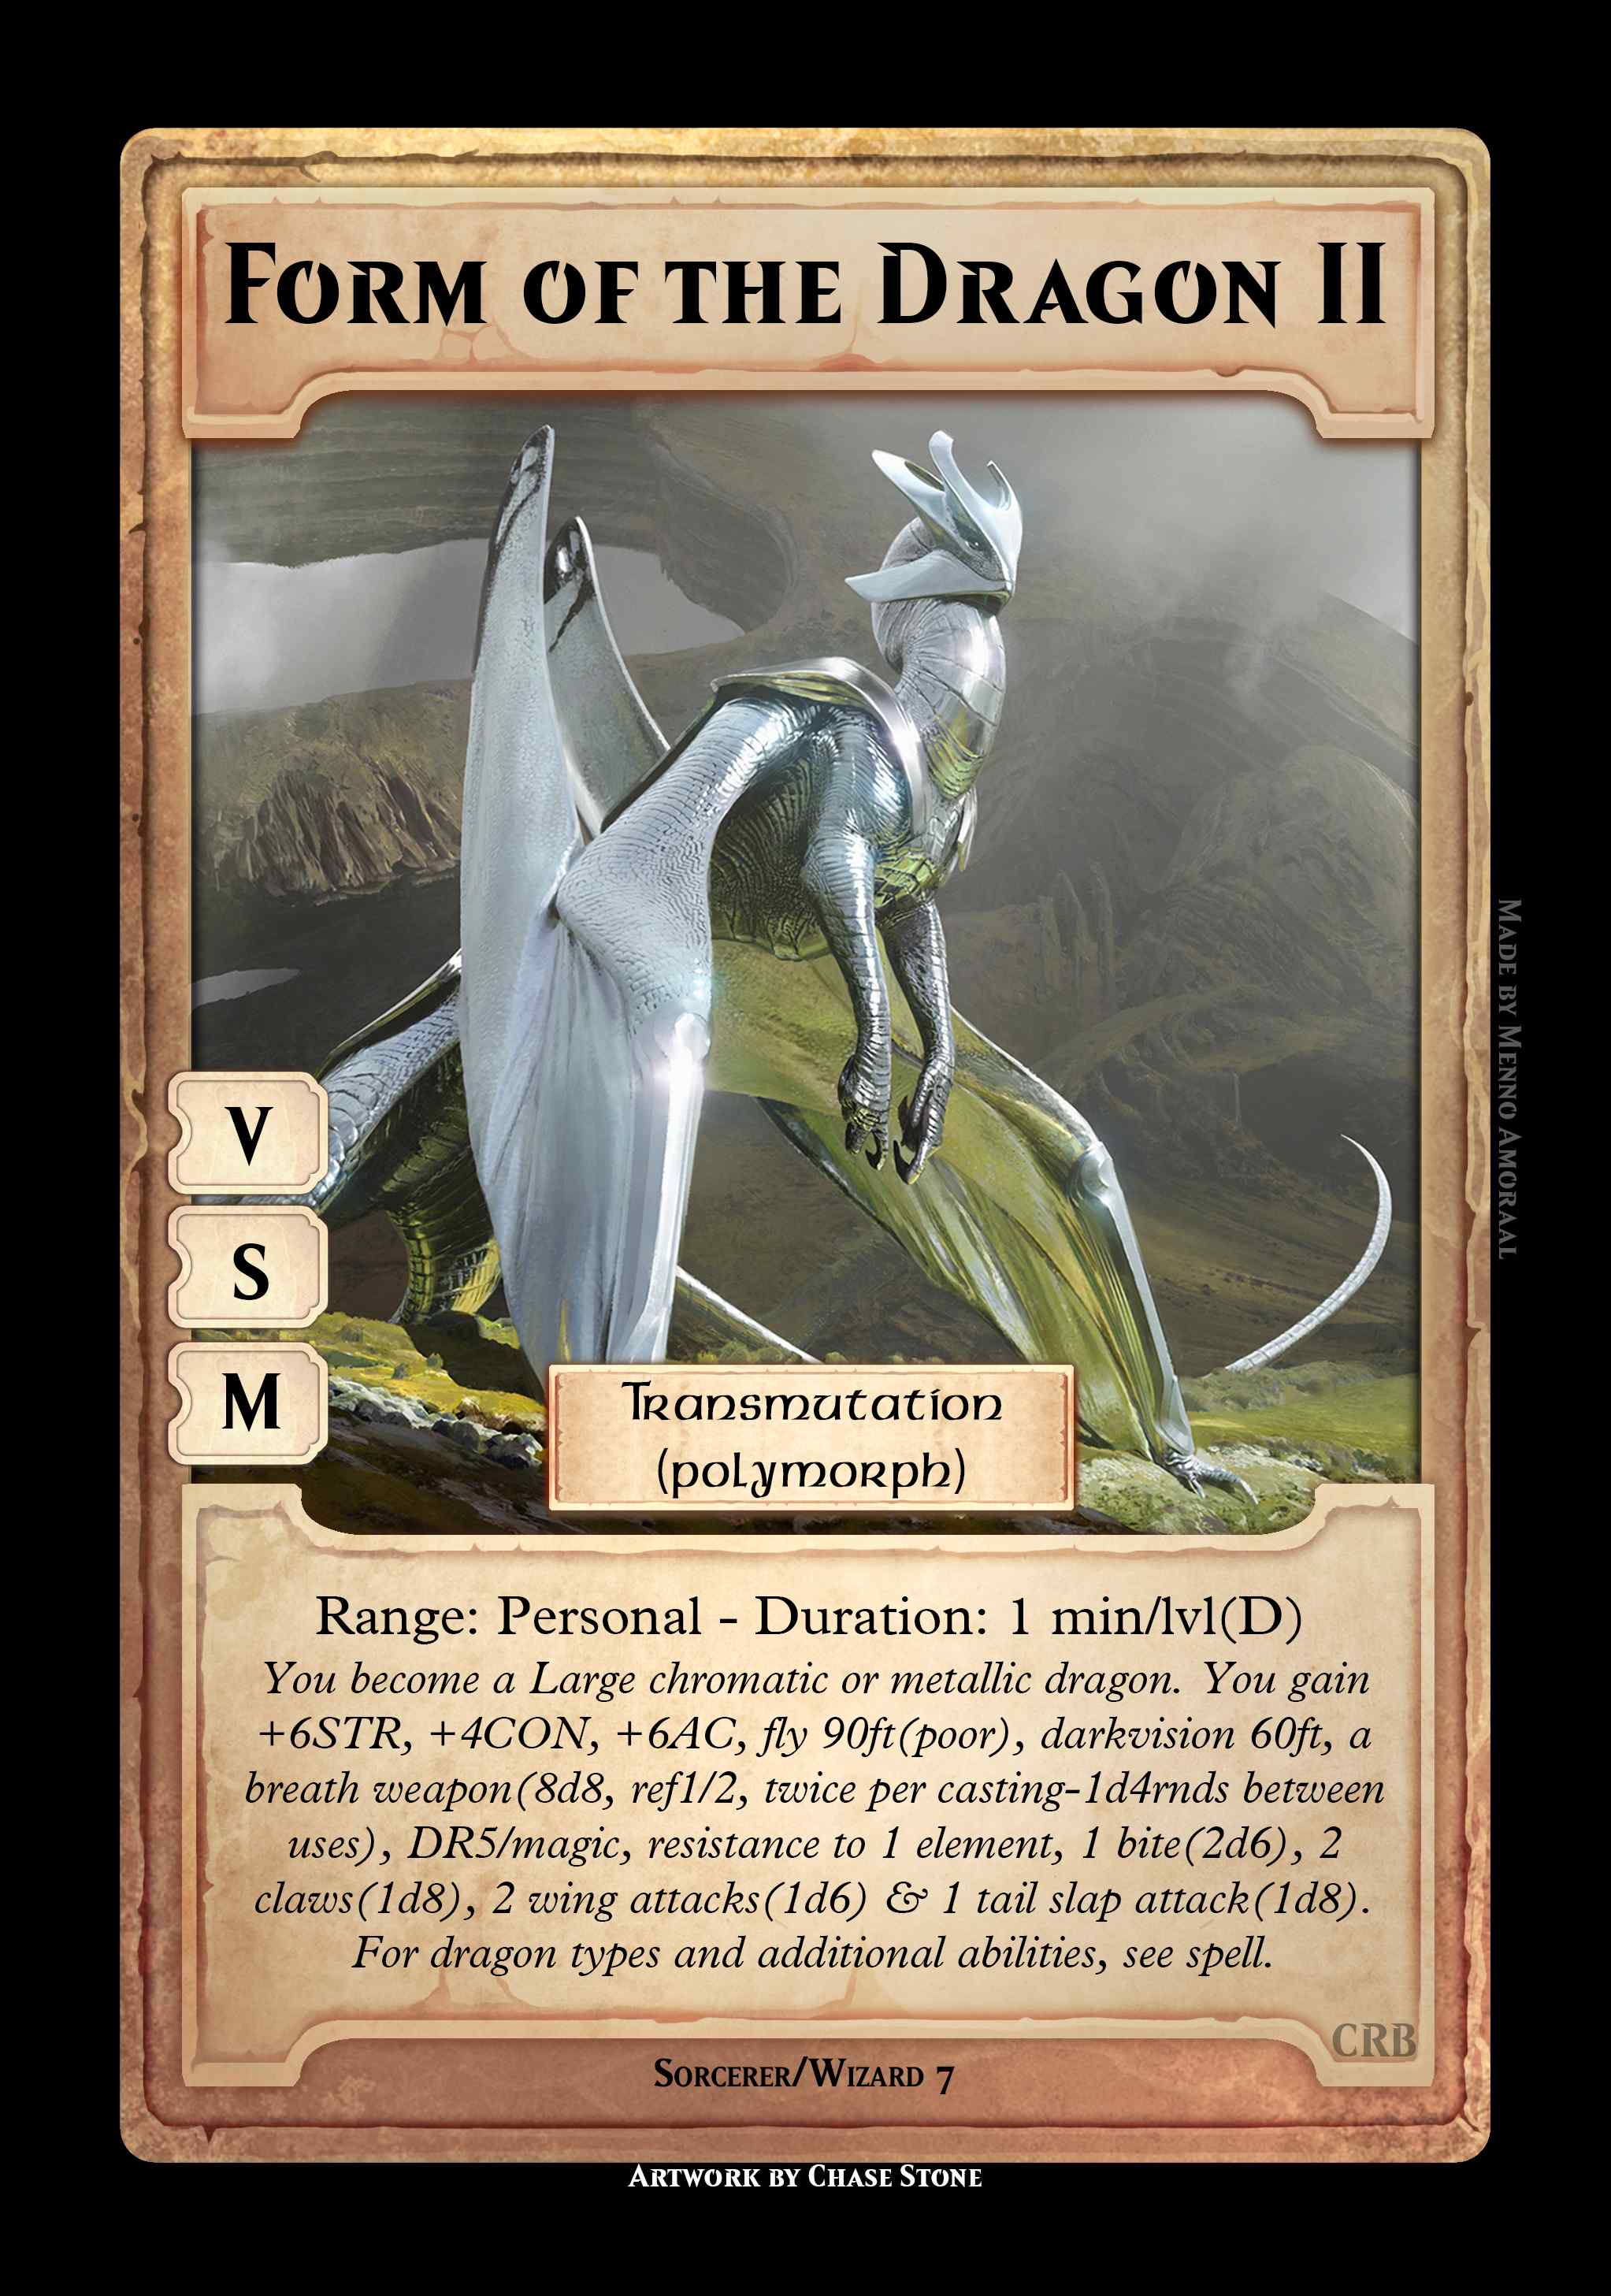 Form of the Dragon II
V
S
M
Transmutation
(polymorph)
Range: Personal - Duration: 1 min/lvl(D)
You become a Large chromatic or metallic dragon. You gain
+6STR, +4CON, +6AC, fly 90ft(poor), darkvision 60ft, a
breath weapon(8d8, ref1/2, twice per casting-1d4rnds between
uses), DR5/magic, resistance to 1 element, 1 bite(2d6), 2
claws(1d8), 2 wing attacks(1d6) & 1 tail slap attack(1d8).
For dragon types and additional abilities, see spell.
CRB
Sorcerer/Wizard 7
Artwork by Chase Stone
Made by Menno Amoraal